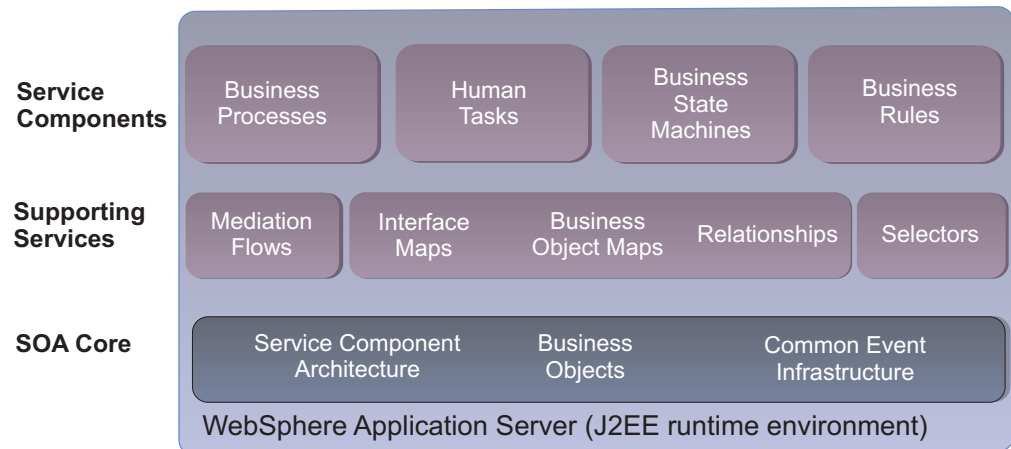 Service
Components
Business
Processes
Human
Tasks
Business
State
Machines
Business
Rules
Supporting
Services
Mediation
Flows
Interface
Maps
Business
Object Maps
Relationships
Selectors
SOA Core
Service Component
Architecture
Business
Objects
Common Event
Infrastructure
WebSphere Application Server (J2EE runtime environment)